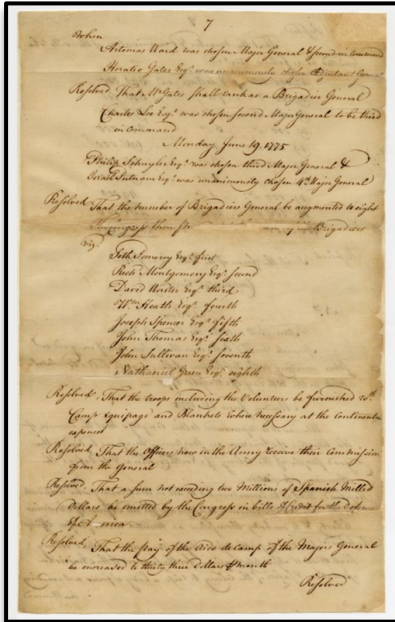 7
When
Artemas Ward was chosen Major General & second in command
Horatio Gates Esqr. was unanimously chosen Adjutant
Resolved That Mr. Gates shall rank as a Brigadier General
Charles Lee Esqr. was chosen second Major General to be third
in command
Monday June 19. 1775
Philip Schuyler Esqr. was chosen third Major General &
Israel Putnam Esqr. was unanimously chosen 4th. Major General
Resolved That the number of Brigadiers General be augmented to eight
Brigadiers
Viz
Seth Pomeroy Esqr. first
Richd. Montgomery Esqr. second
David Woster Esqr. third
Wm. Heath Esqr. fourth
Joseph Spencer Esqr. fifth
John Thomas Esqr. sixth
John Sullivan Esqr. seventh
Nathaniel Green Esqr. eighth
Resolved That the troops including the Volunteers be furnished wth.
Camp Equipage and Blankets where necessary at the continental
expence
Resolved That the Officers now in the Army receive their Commission
from the General
Resolved That a sum not exceeding two Millions of Spanish Milled
dollars be emitted by the Congress in bills of Credit for the defence
of
Resolved That the pay of the Aids de Camp of the Majors General
be increased to thirty three dollars month
Resolved